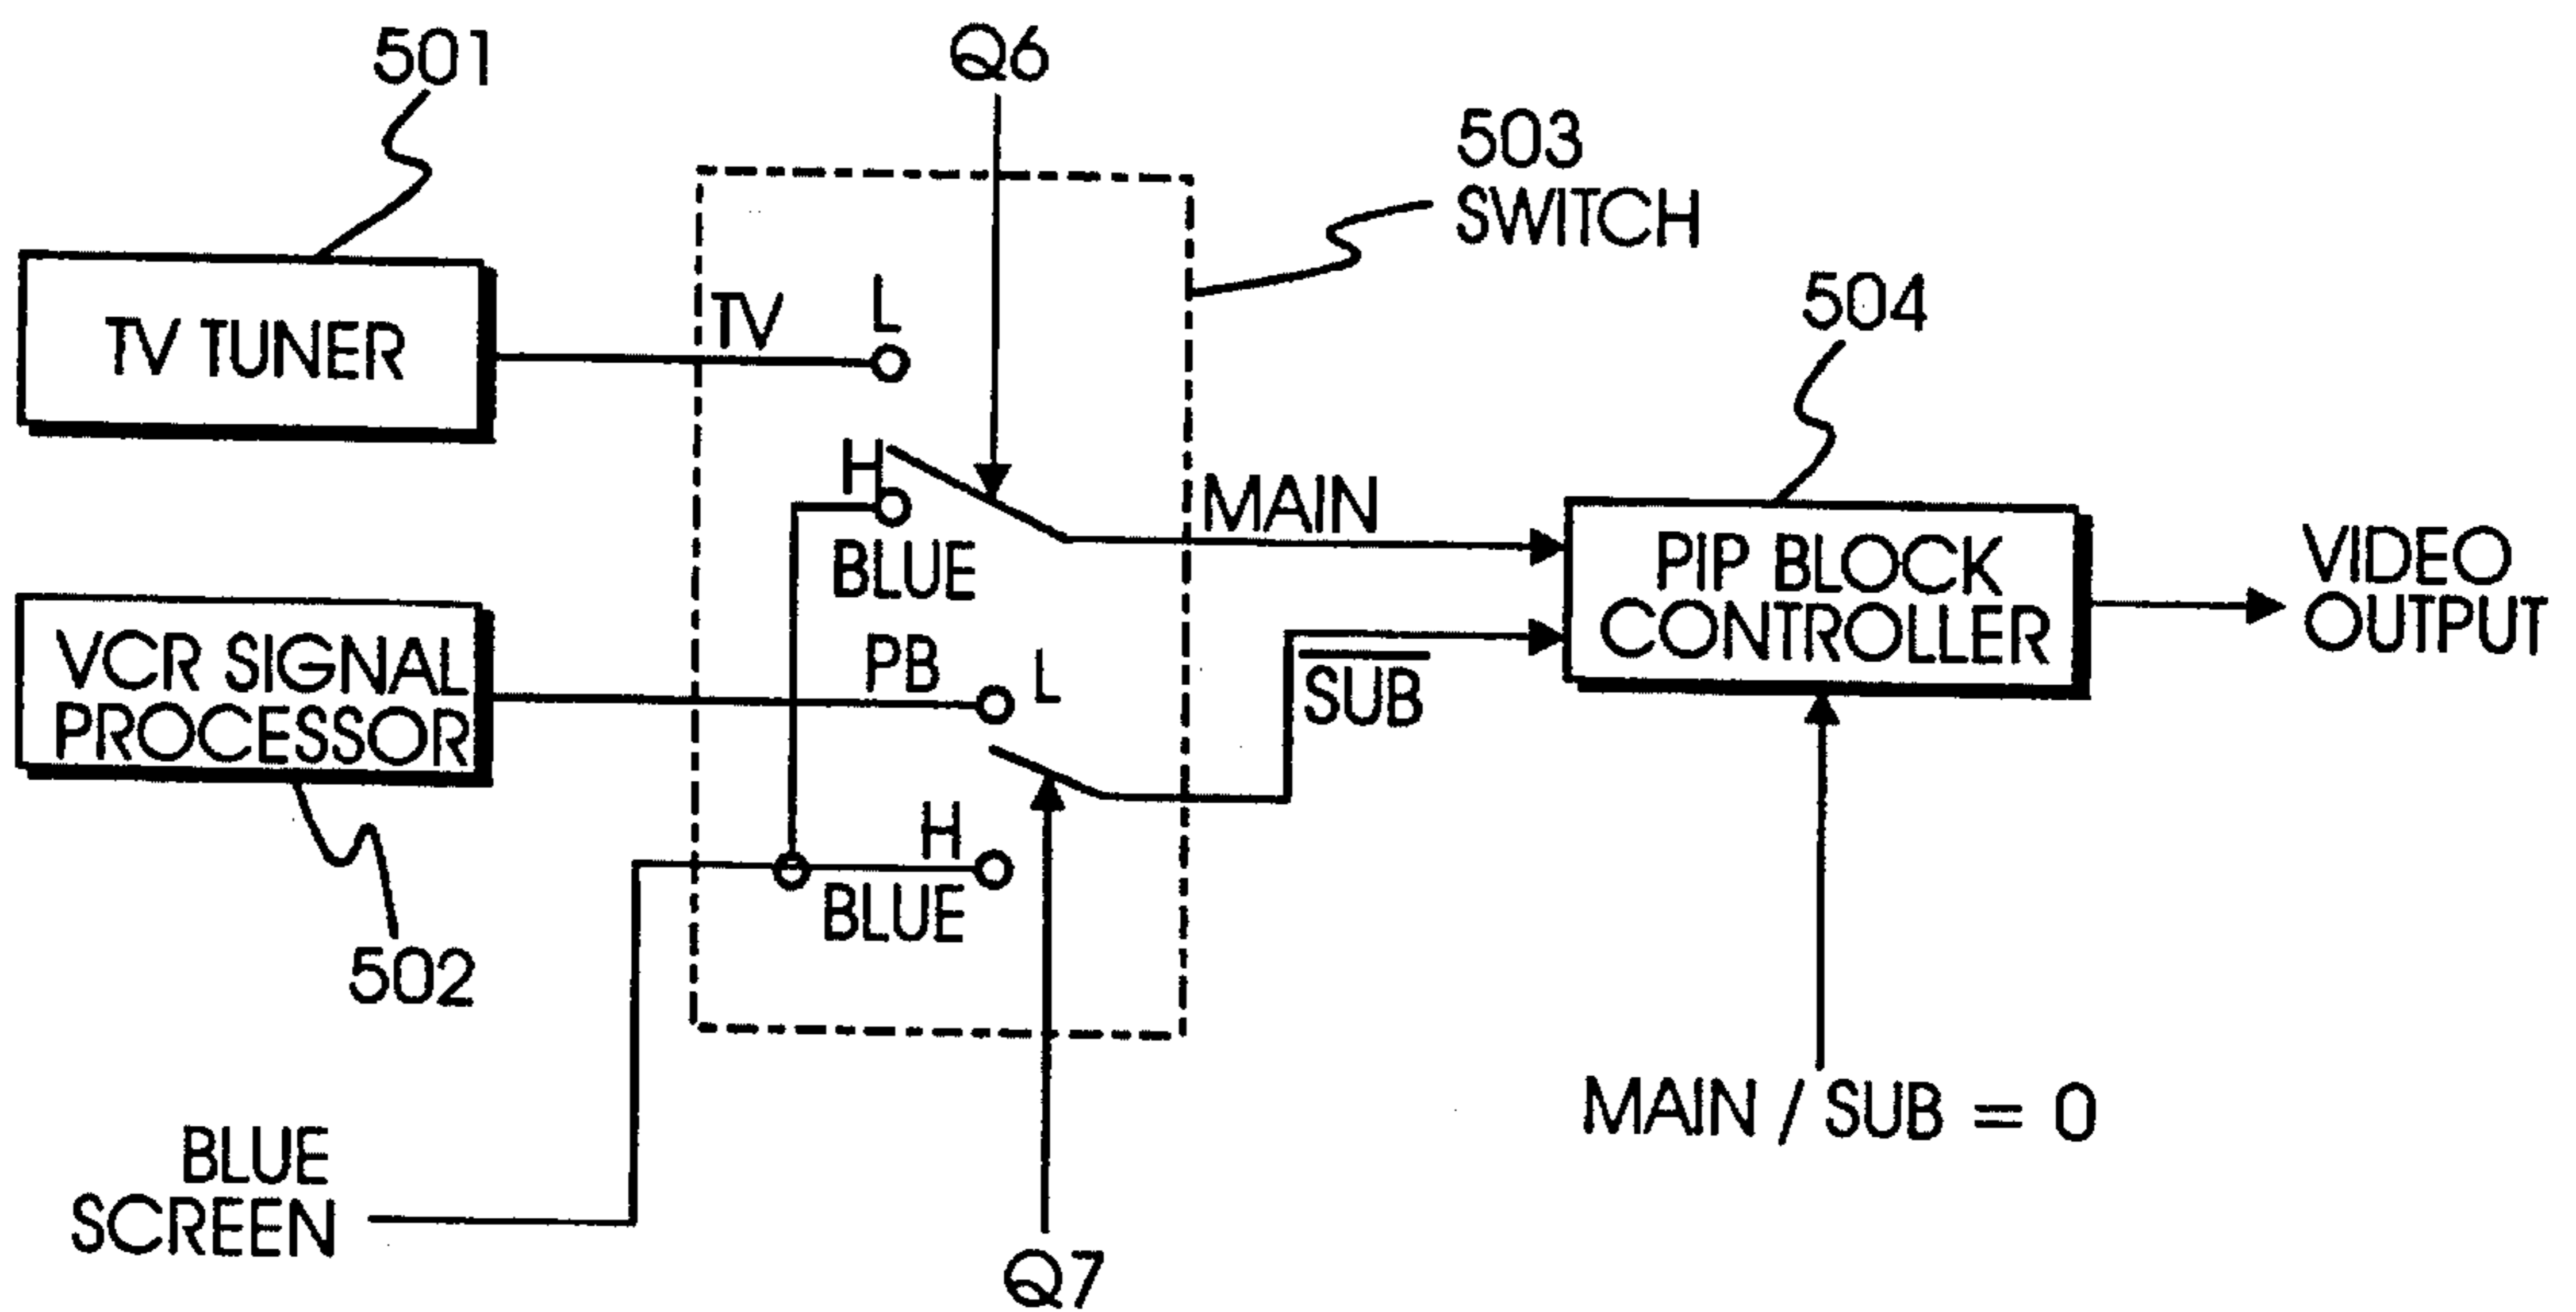 501
Q6
503
SWITCH
504
TV TUNER
TV
L
H
BLUE
MAIN
PIP BLOCK
CONTROLLER
VIDEO
OUTPUT
VCR SIGNAL
PROCESSOR
PB
L
SUB
H
BLUE
502
MAIN / SUB = 0
BLUE
SCREEN
Q7